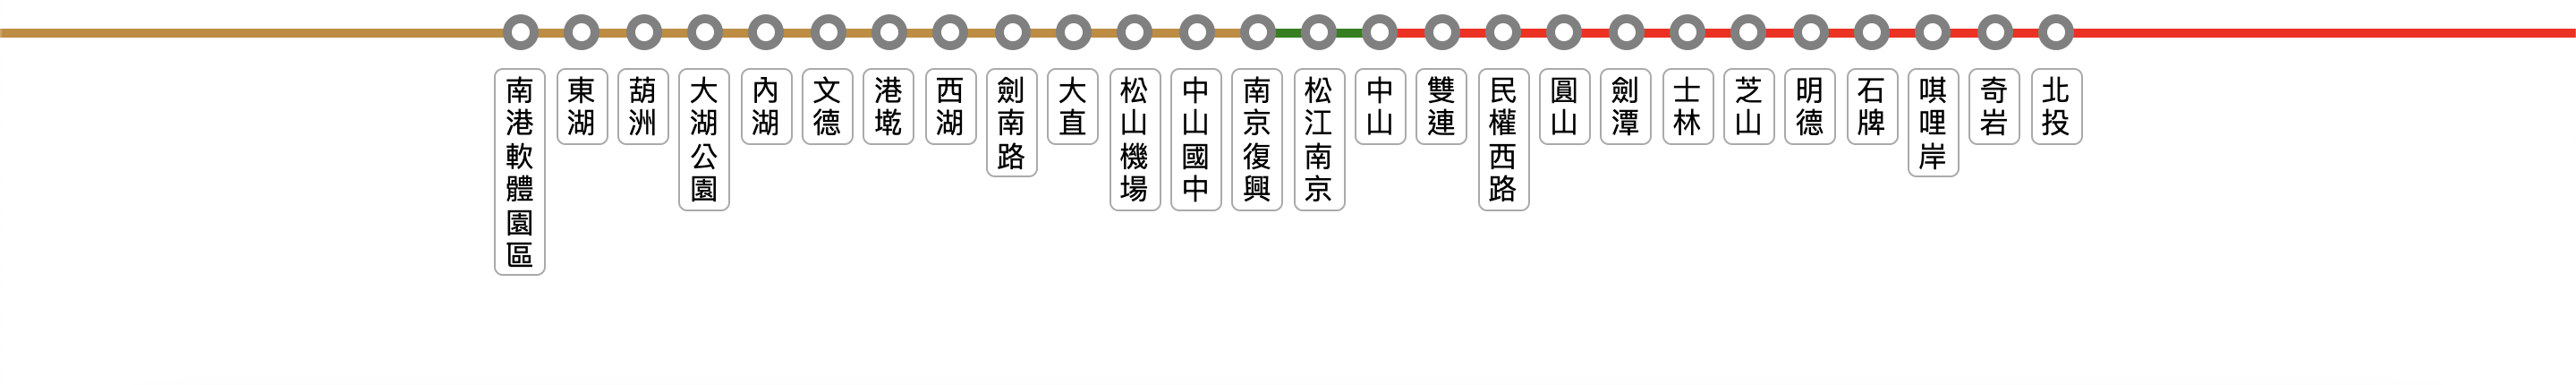 南港軟體園區
東湖
葫洲
大湖公園
內湖
文德
港墘
西湖
劍南路
大直
松山機場
中山國中
南京復興
松江南京
中山
雙連
民權西路
圓山
劍潭
士林
芝山
明德
石牌
唭哩岸
奇岩
北投